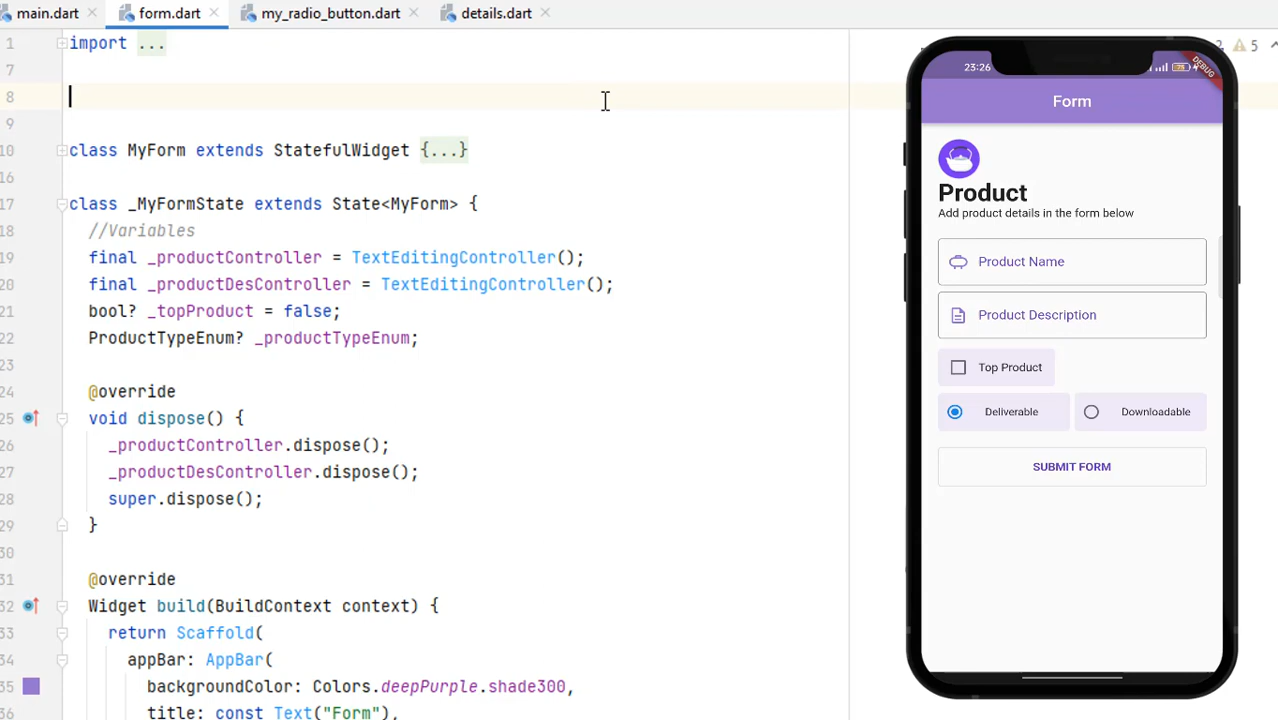 main.dart
form.dart
my_radio_button.dart
details.dart
1 import ...
7
8
9
10 class MyForm extends StatefulWidget {...}
16
17 class _MyFormState extends State<MyForm> {
18 //Variables
19 final _productController = TextEditingController();
20 final _productDesController = TextEditingController();
21 bool? _topProduct = false;
22 ProductTypeEnum? _productTypeEnum;
23
24 @override
25 void dispose() {
26 _productController.dispose();
27 _productDesController.dispose();
28 super.dispose();
29 }
30
31 @override
32 Widget build(BuildContext context) {
33 return Scaffold(
34 appBar: AppBar(
35 backgroundColor: Colors.deepPurple.shade300,
36 title: const Text("Form"),
2 5
23:26
75
DEBUG
Form
Product
Add product details in the form below
Product Name
Product Description
Top Product
Deliverable
Downloadable
SUBMIT FORM